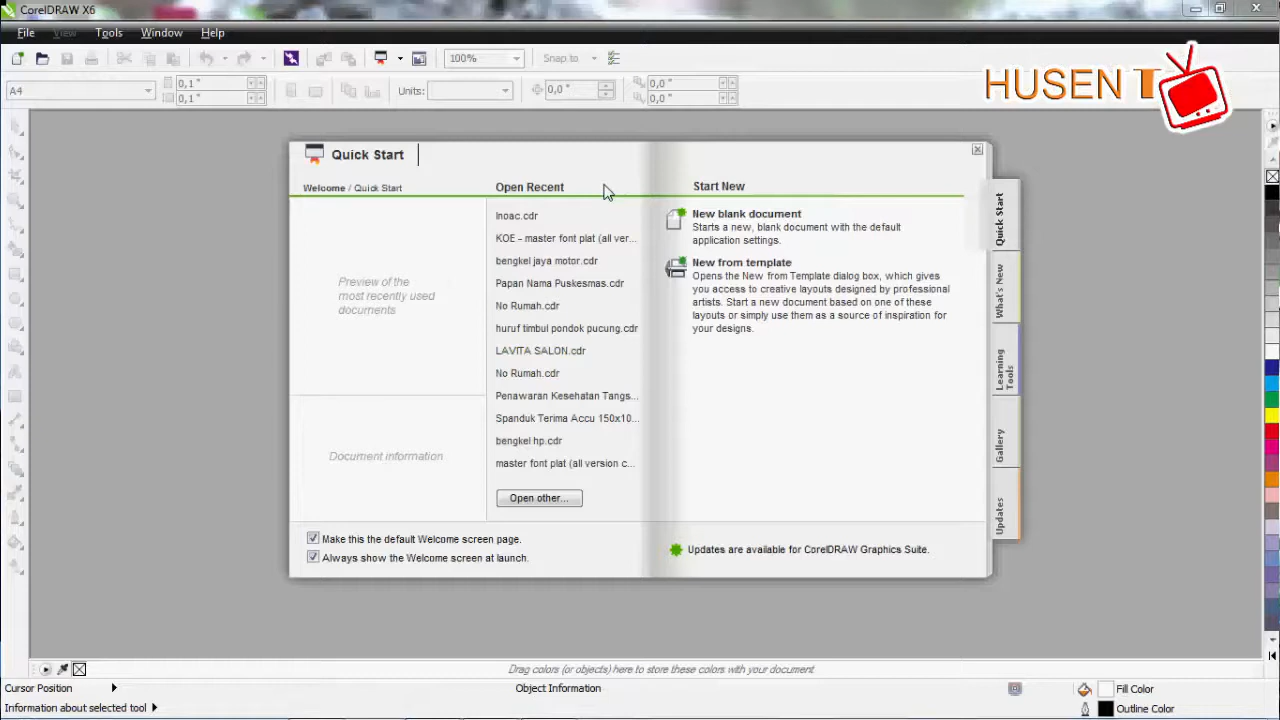 CorelDRAW X6
File View Tools Window Help
100% Snap to
HUSEN T
A4 0,1 " 0,1 " Units: 0,0 " 0,0 " 0,0 "
Quick Start
Welcome / Quick Start
Preview of the
most recently used
documents
Document information
Open Recent
Inoac.cdr
KOE – master font plat (all ver...
bengkel jaya motor.cdr
Papan Nama Puskesmas.cdr
No Rumah.cdr
huruf timbul pondok pucung.cdr
LAVITA SALON.cdr
No Rumah.cdr
Penawaran Kesehatan Tangs...
Spanduk Terima Accu 150x10...
bengkel hp.cdr
master font plat (all version c...
Open other...
Start New
New blank document
Starts a new, blank document with the default
application settings.
New from template
Opens the New from Template dialog box, which gives
you access to creative layouts designed by professional
artists. Start a new document based on one of these
layouts or simply use them as a source of inspiration for
your designs.
Quick Start
What's New
Learning
Tools
Gallery
Updates
Make this the default Welcome screen page.
Always show the Welcome screen at launch.
Updates are available for CorelDRAW Graphics Suite.
Drag colors (or objects) here to store these colors with your document
Cursor Position Object Information Fill Color
Information about selected tool Outline Color